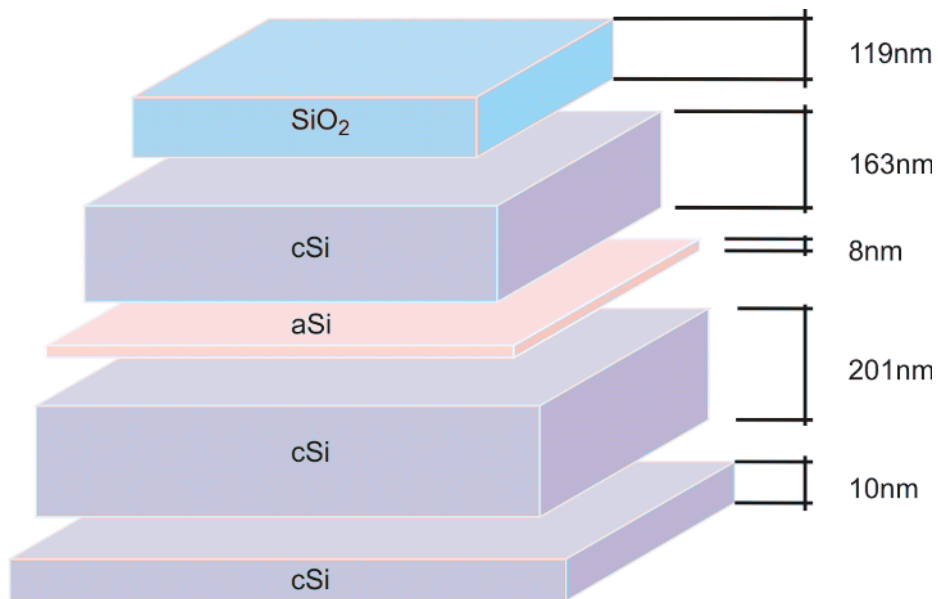 119nm
SiO₂
163nm
cSi
8nm
aSi
201nm
cSi
10nm
cSi